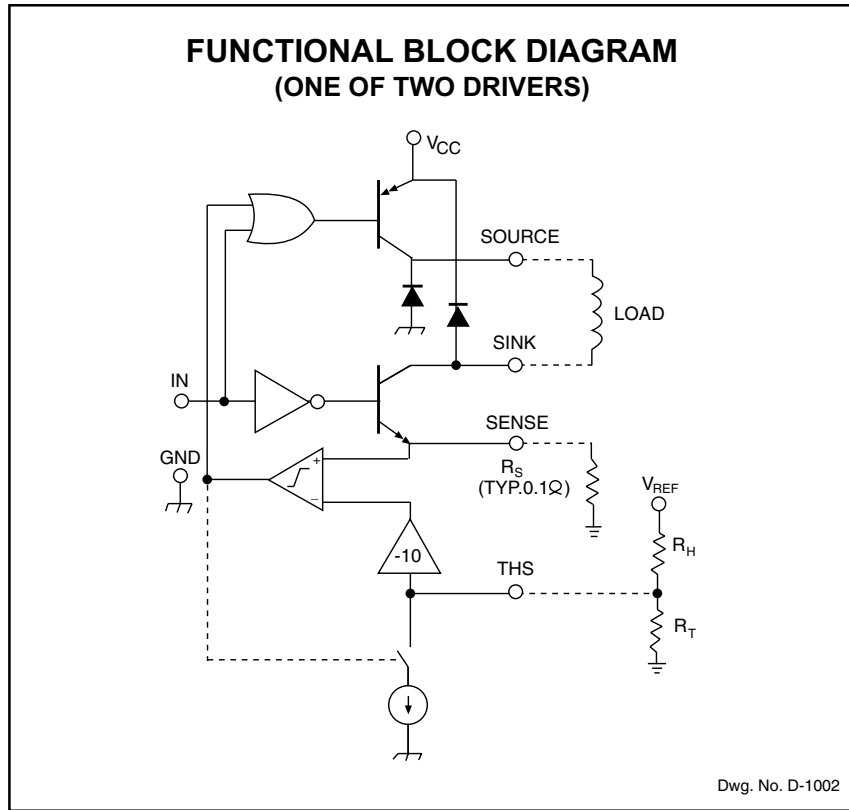 FUNCTIONAL BLOCK DIAGRAM
(ONE OF TWO DRIVERS)
VCC
SOURCE
LOAD
SINK
IN
SENSE
GND
RS
(TYP.0.1Ω)
+
–
VREF
RH
-10
THS
RT
Dwg. No. D-1002